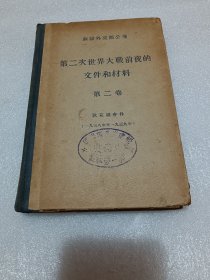 苏联外交部公布
第二次世界大战前夜的
文件和材料
第二卷
狄克逊文件
(一九三八年至一九三九年)